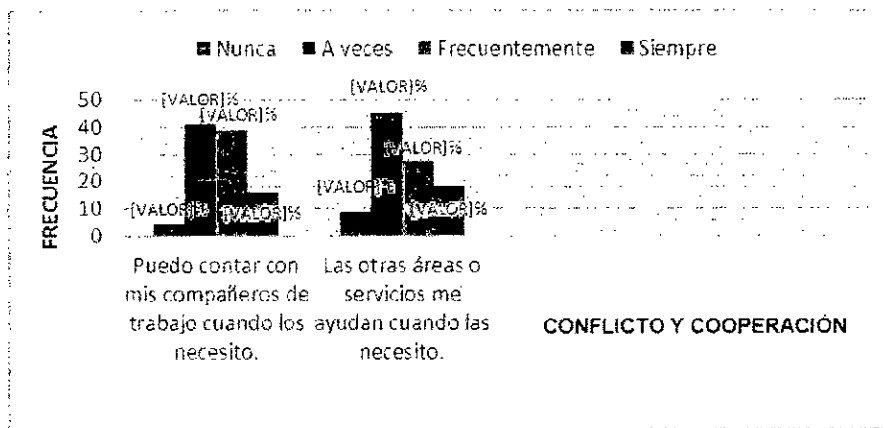 Nunca A veces Frecuentemente Siempre
[VALOR]%
[VALOR]%
[VALOR]%
[VALOR]%
[VALOR]%
[VALOR]%
[VALOR]%
[VALOR]%
50
40
30
20
10
0
FRECUENCIA
Puedo contar con
mis compañeros de
trabajo cuando los
necesito.
Las otras áreas o
servicios me
ayudan cuando las
necesito.
CONFLICTO Y COOPERACIÓN